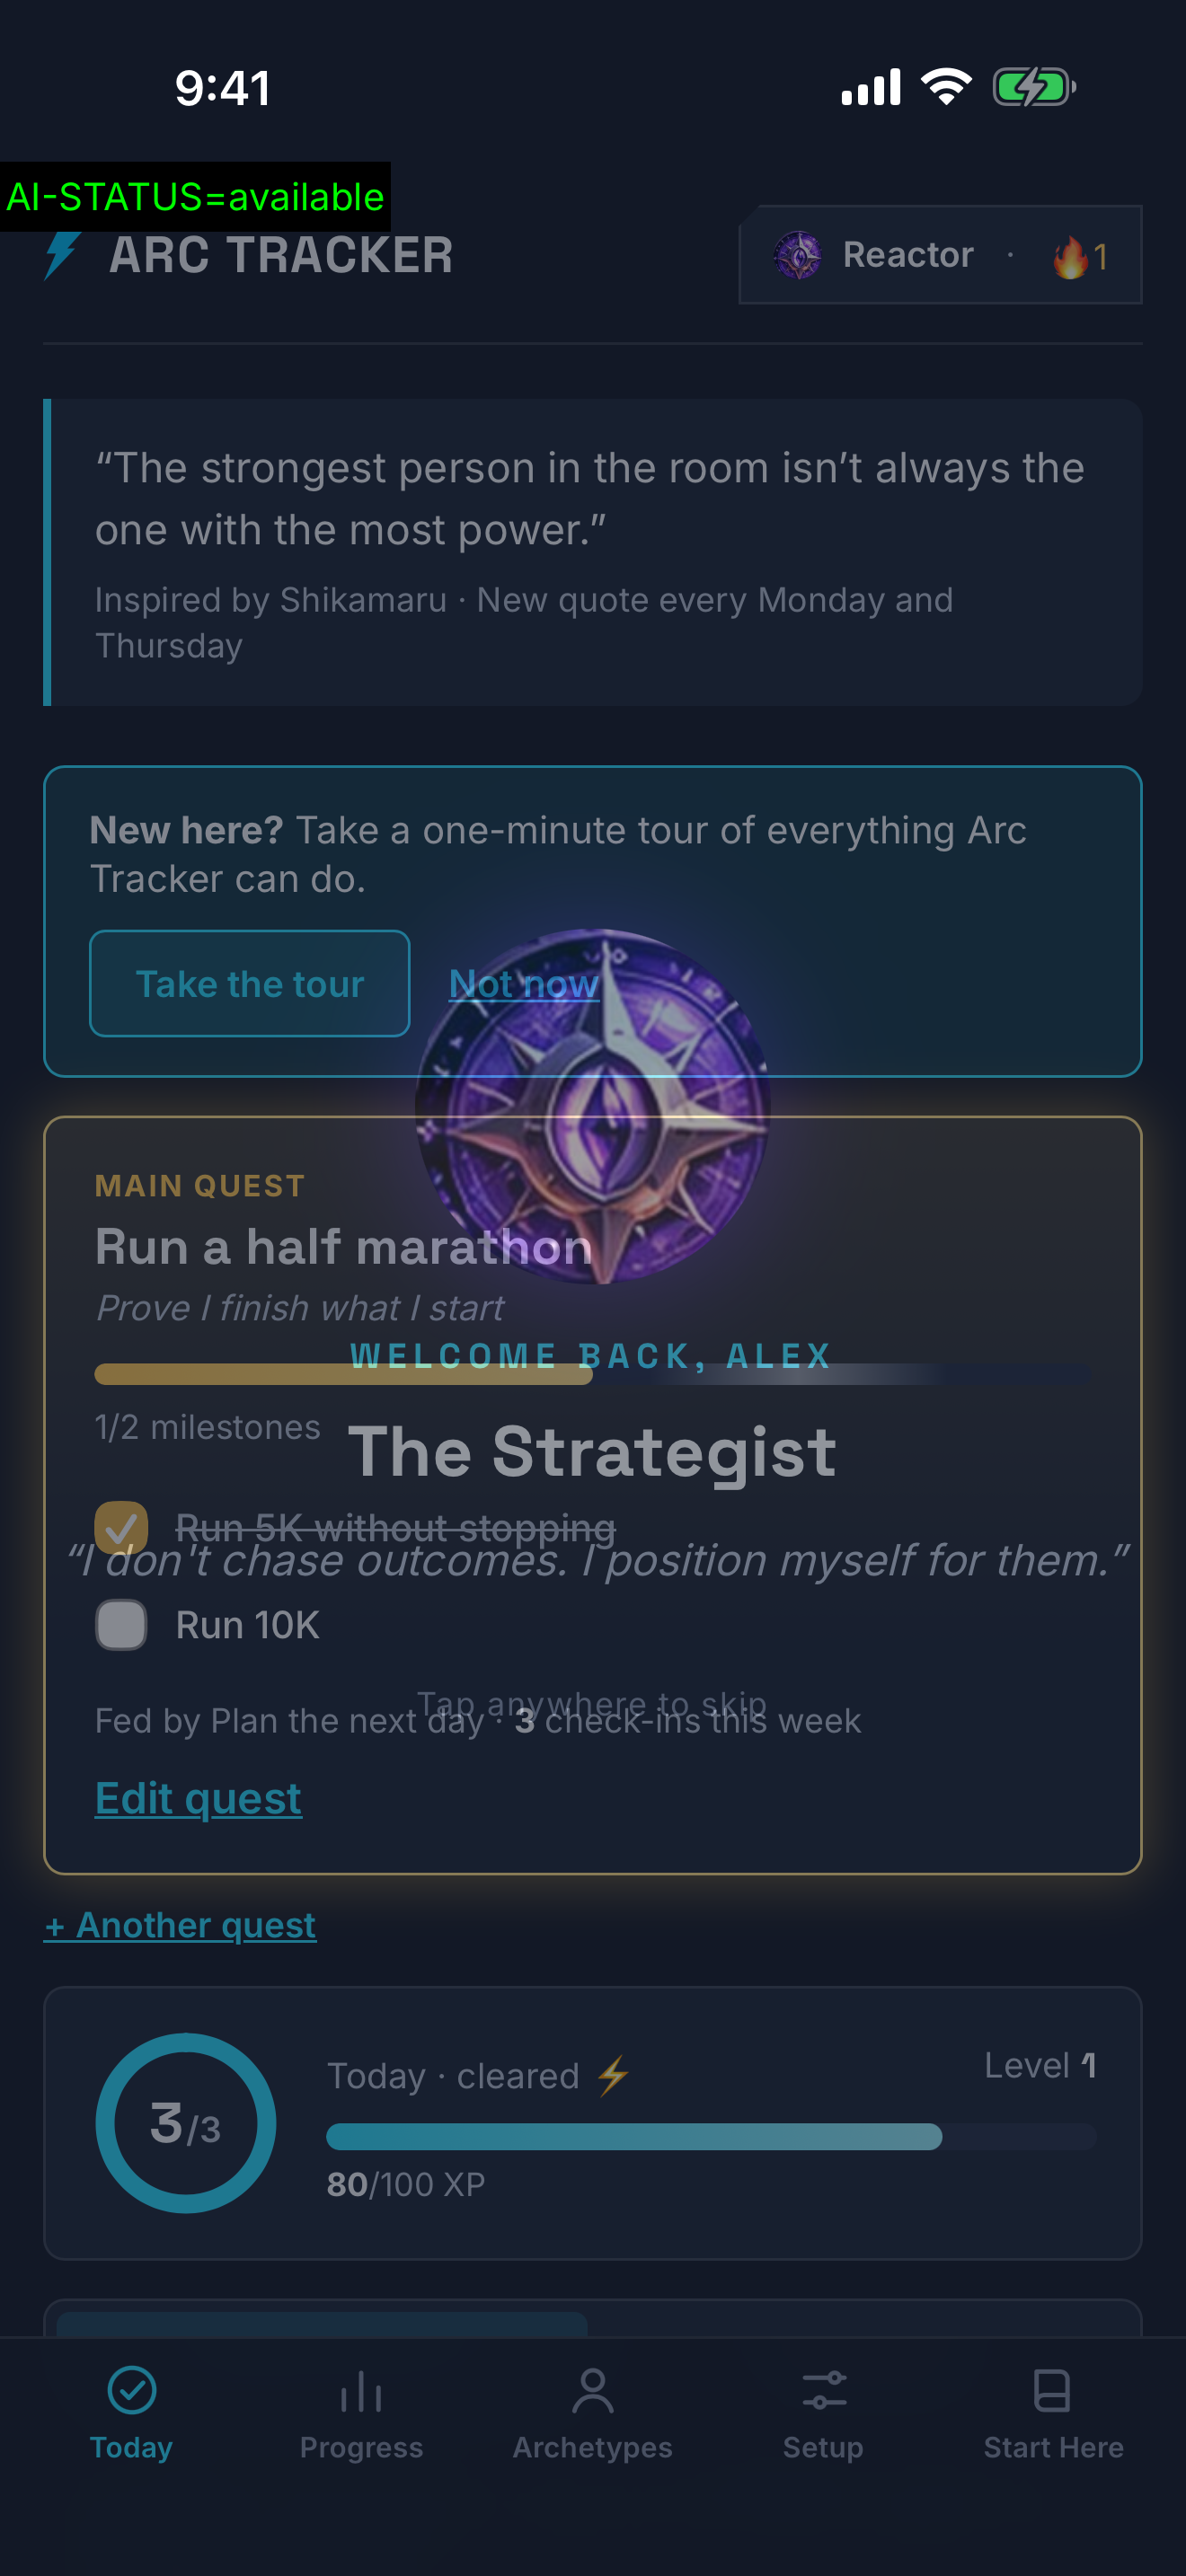 9:41
AI-STATUS=available
ARC TRACKER
Reactor · 🔥1
“The strongest person in the room isn’t always the
one with the most power.”
Inspired by Shikamaru · New quote every Monday and
Thursday
New here? Take a one-minute tour of everything Arc
Tracker can do.
Take the tour
Not now
MAIN QUEST
Run a half marathon
Prove I finish what I start
WELCOME BACK, ALEX
1/2 milestones
The Strategist
Run 5K without stopping
“I don't chase outcomes. I position myself for them.”
Run 10K
Tap anywhere to skip
Fed by Plan the next day · 3 check-ins this week
Edit quest
+ Another quest
3/3
Today · cleared ⚡
Level 1
80/100 XP
Today
Progress
Archetypes
Setup
Start Here